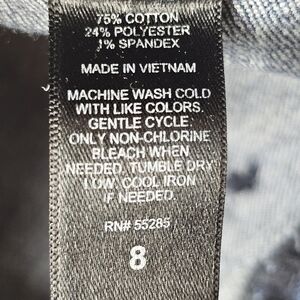 75% COTTON
24% POLYESTER
1% SPANDEX
MADE IN VIETNAM
MACHINE WASH COLD
WITH LIKE COLORS.
GENTLE CYCLE.
ONLY NON-CHLORINE
BLEACH WHEN
NEEDED. TUMBLE DRY
LOW. COOL IRON
IF NEEDED.
RN# 55285
8